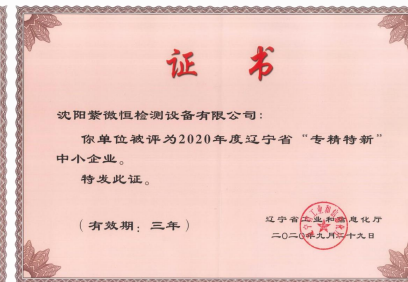 证书
沈阳紫微恒检测设备有限公司：
你单位被评为2020年度辽宁省“专精特新”
中小企业。
特发此证。
（有效期：三年）
辽宁省工业和信息化厅
二〇二〇年九月二十九日